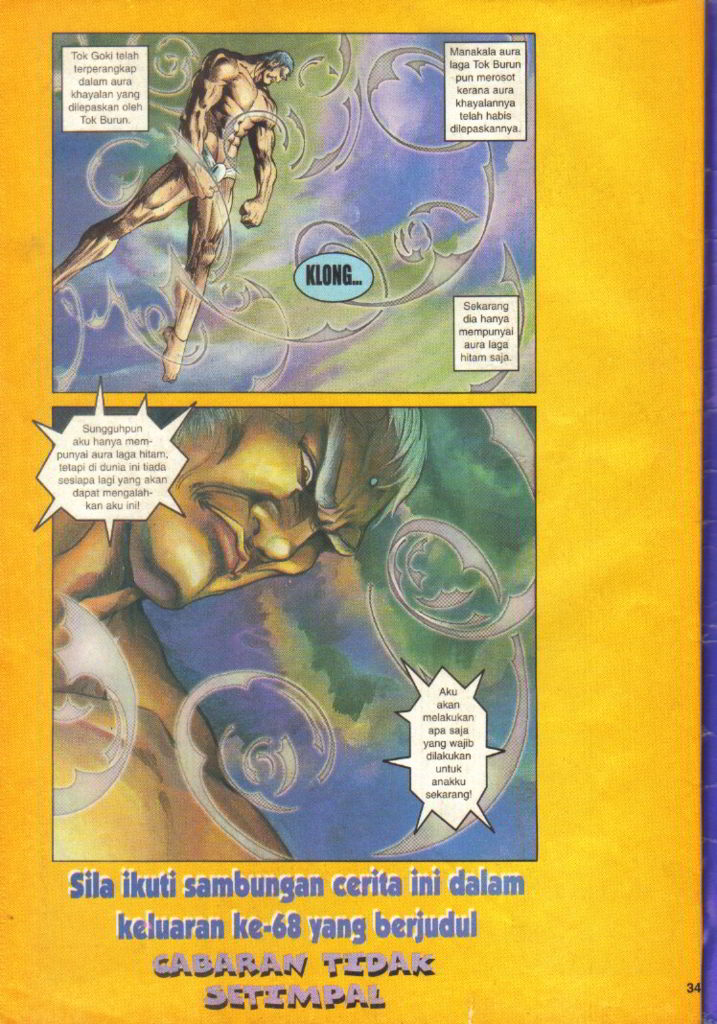 Tok Goki telah
terperangkap
dalam aura
khayalan yang
dilepaskan oleh
Tok Burun.
Manakala aura
laga Tok Burun
pun merosot
kerana aura
khayalannya
telah habis
dilepaskannya.
KLONG...
Sekarang
dia hanya
mempunyai
aura laga
hitam saja.
Sungguhpun
aku hanya mem-
punyai aura laga hitam,
tetapi di dunia ini tiada
sesiapa lagi yang akan
dapat mengalah-
kan aku ini!
Aku
akan
melakukan
apa saja
yang wajib
dilakukan
untuk
anakku
sekarang!
Sila ikuti sambungan cerita ini dalam
keluaran ke-68 yang berjudul
CABARAN TIDAK
SETIMPAL
34